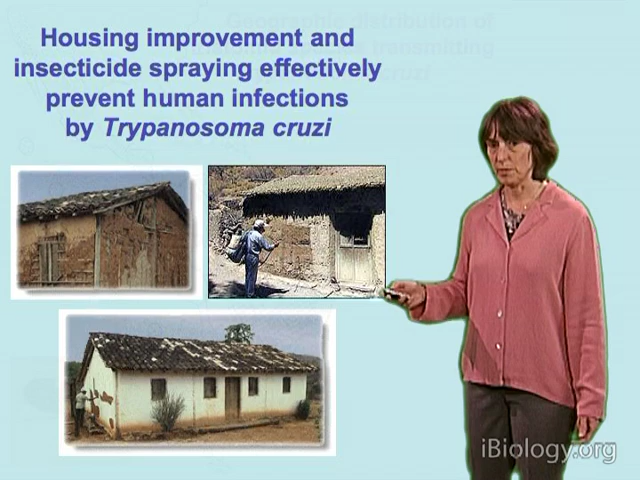 Housing improvement and
insecticide spraying effectively
prevent human infections
by Trypanosoma cruzi
iBiology.org